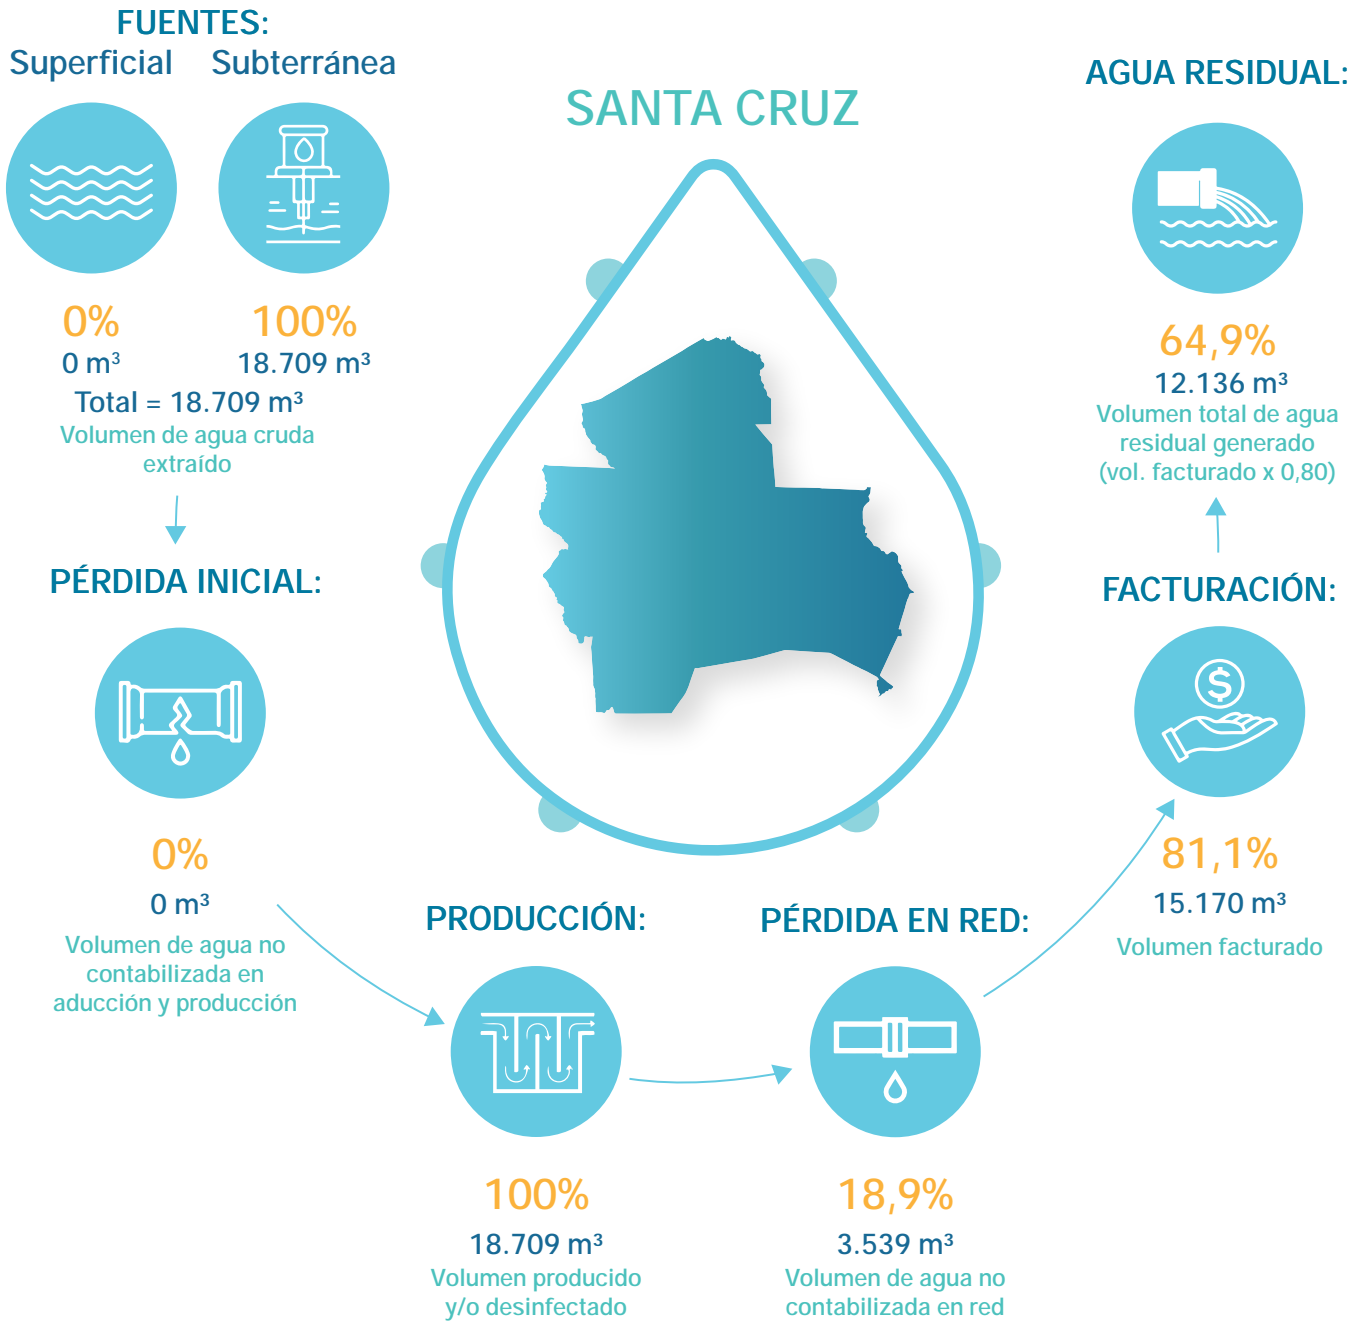 FUENTES:
Superficial Subterránea
0% 100%
0 m³ 18.709 m³
Total = 18.709 m³
Volumen de agua cruda
extraído
PÉRDIDA INICIAL:
0%
0 m³
Volumen de agua no
contabilizada en
aducción y producción
SANTA CRUZ
PRODUCCIÓN:
100%
18.709 m³
Volumen producido
y/o desinfectado
PÉRDIDA EN RED:
18,9%
3.539 m³
Volumen de agua no
contabilizada en red
FACTURACIÓN:
$
81,1%
15.170 m³
Volumen facturado
AGUA RESIDUAL:
64,9%
12.136 m³
Volumen total de agua
residual generado
(vol. facturado x 0,80)